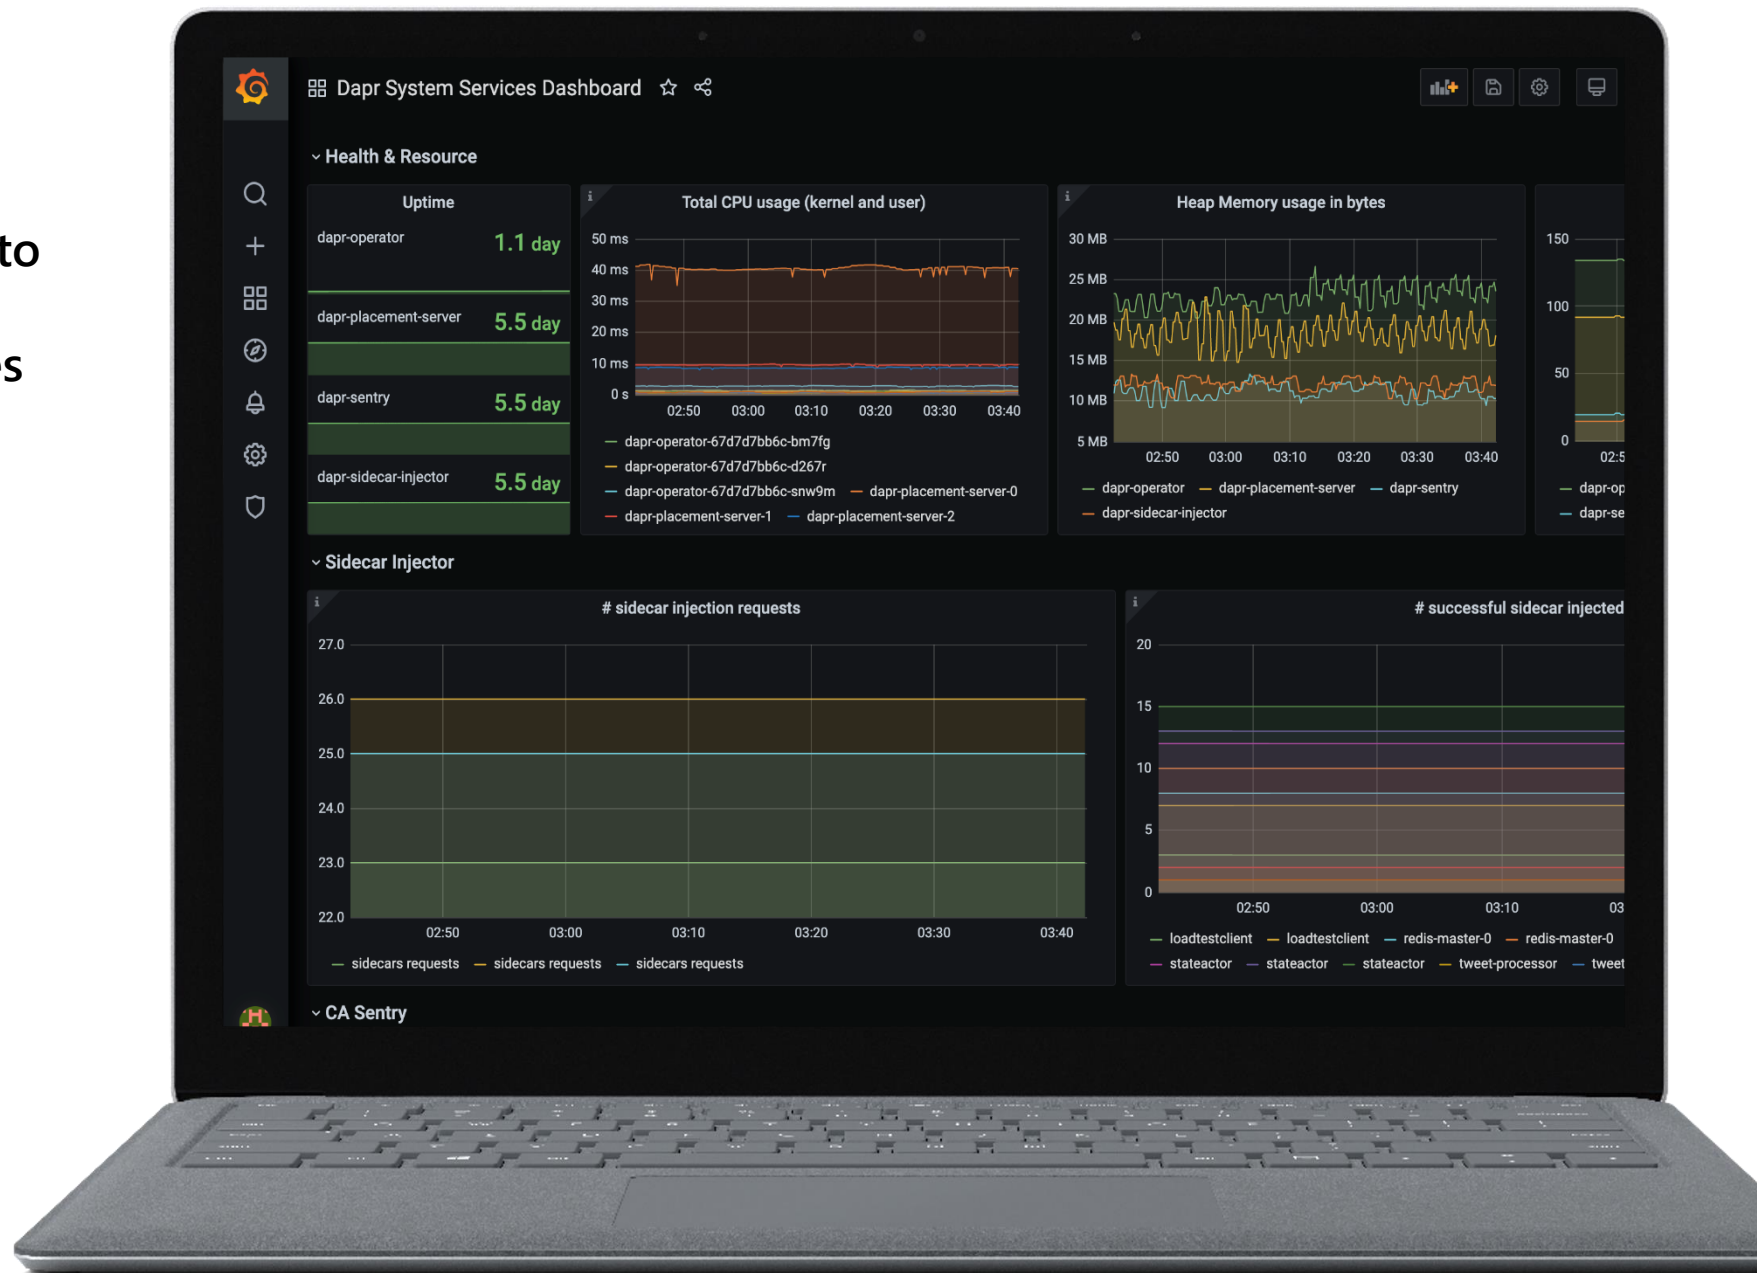 to
es
Dapr System Services Dashboard
Health & Resource
Uptime
dapr-operator
1.1 day
dapr-placement-server
5.5 day
dapr-sentry
5.5 day
dapr-sidecar-injector
5.5 day
Total CPU usage (kernel and user)
50 ms
40 ms
30 ms
20 ms
10 ms
0 s
02:50 03:00 03:10 03:20 03:30 03:40
dapr-operator-67d7d7bb6c-bm7fg
dapr-operator-67d7d7bb6c-d267r
dapr-operator-67d7d7bb6c-snw9m dapr-placement-server-0
dapr-placement-server-1 dapr-placement-server-2
Heap Memory usage in bytes
30 MB
25 MB
20 MB
15 MB
10 MB
5 MB
02:50 03:00 03:10 03:20 03:30 03:40
dapr-operator dapr-placement-server dapr-sentry
dapr-sidecar-injector
150
100
50
0
02:5
dapr-op
dapr-se
Sidecar Injector
# sidecar injection requests
27.0
26.0
25.0
24.0
23.0
22.0
02:50 03:00 03:10 03:20 03:30 03:40
sidecars requests sidecars requests sidecars requests
# successful sidecar injected
20
15
10
5
0
02:50 03:00 03:10 03
loadtestclient loadtestclient redis-master-0 redis-master-0
stateactor stateactor stateactor tweet-processor tweet
CA Sentry